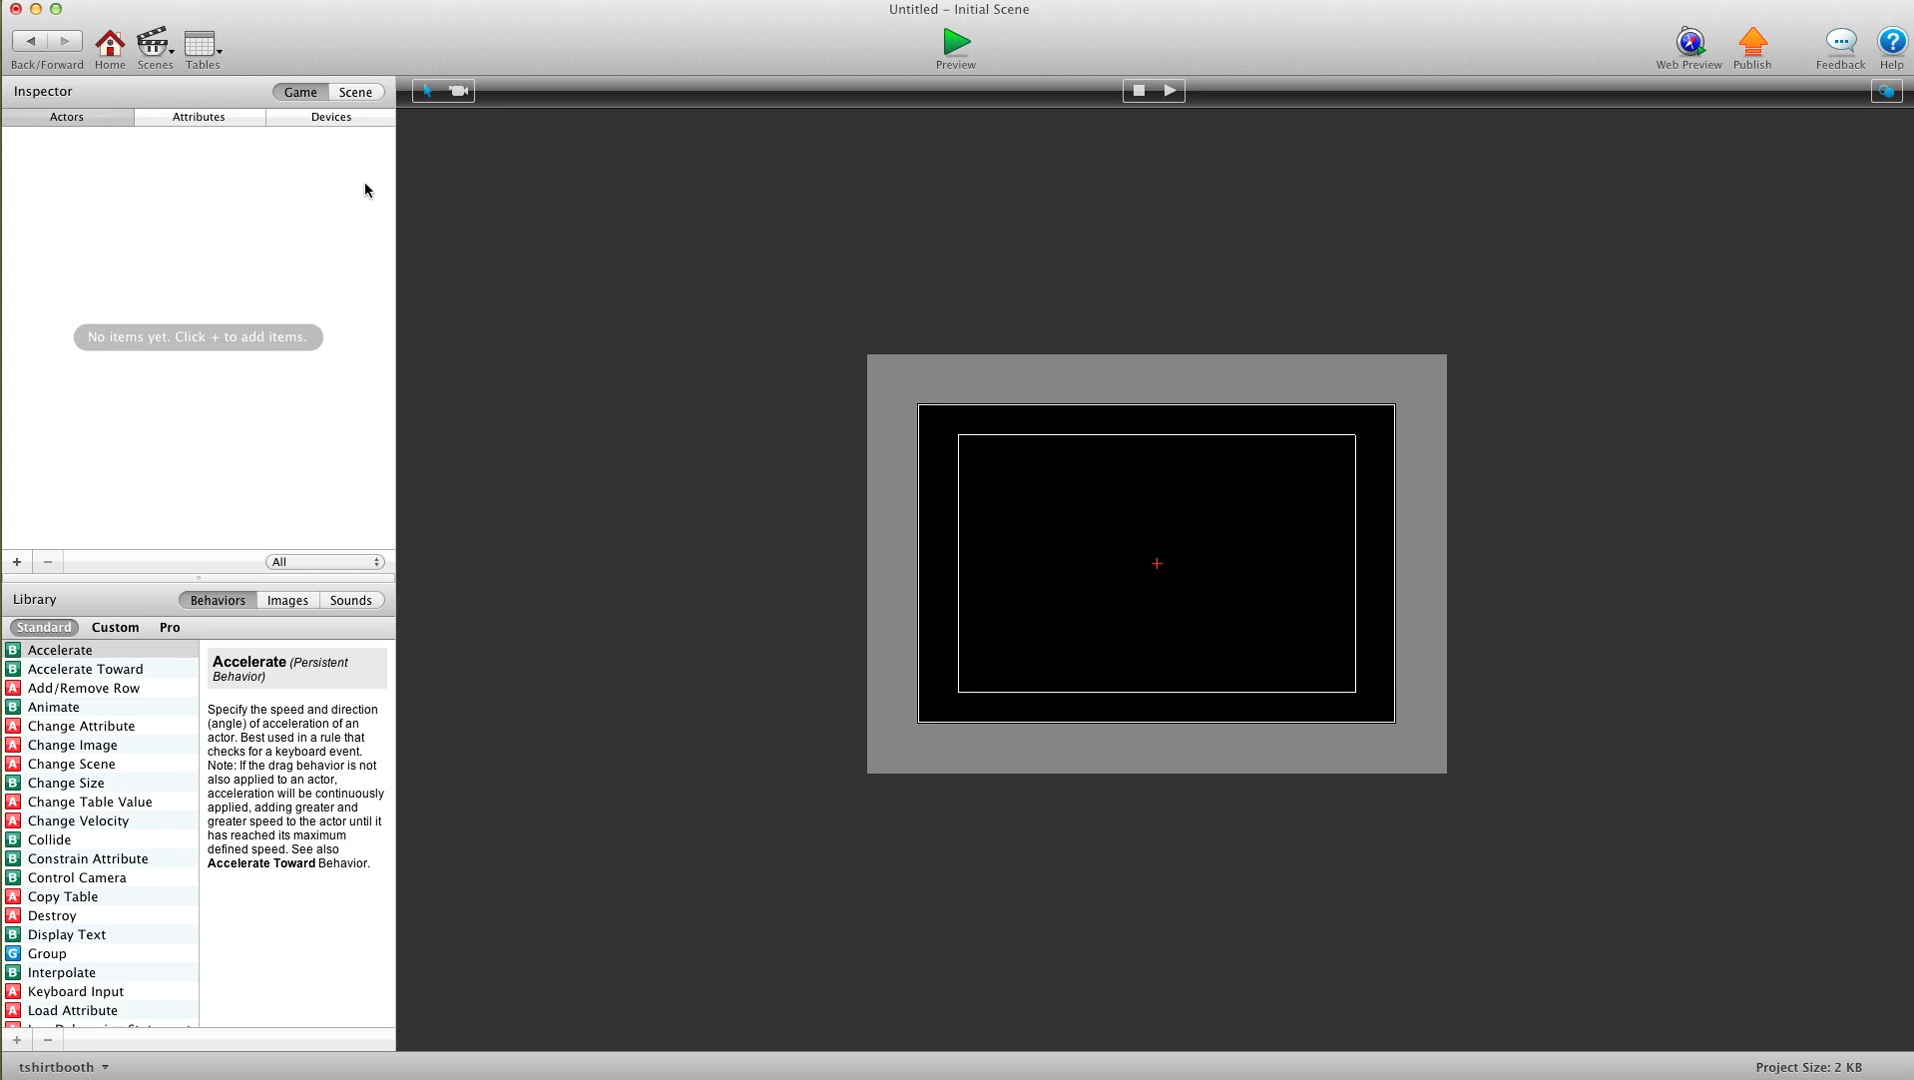 Untitled - Initial Scene
Back/Forward
Home
Scenes
Tables
Preview
Web Preview
Publish
Feedback
Help
Inspector
Game
Scene
Actors
Attributes
Devices
No items yet. Click + to add items.
All
Library
Behaviors
Images
Sounds
Standard
Custom
Pro
B Accelerate
B Accelerate Toward
A Add/Remove Row
B Animate
A Change Attribute
A Change Image
A Change Scene
B Change Size
A Change Table Value
A Change Velocity
B Collide
B Constrain Attribute
B Control Camera
A Copy Table
A Destroy
B Display Text
G Group
B Interpolate
A Keyboard Input
A Load Attribute
Accelerate (Persistent
Behavior)
Specify the speed and direction
(angle) of acceleration of an
actor. Best used in a rule that
checks for a keyboard event.
Note: If the drag behavior is not
also applied to an actor,
acceleration will be continuously
applied, adding greater and
greater speed to the actor until it
has reached its maximum
defined speed. See also
Accelerate Toward Behavior.
tshirtbooth
Project Size: 2 KB